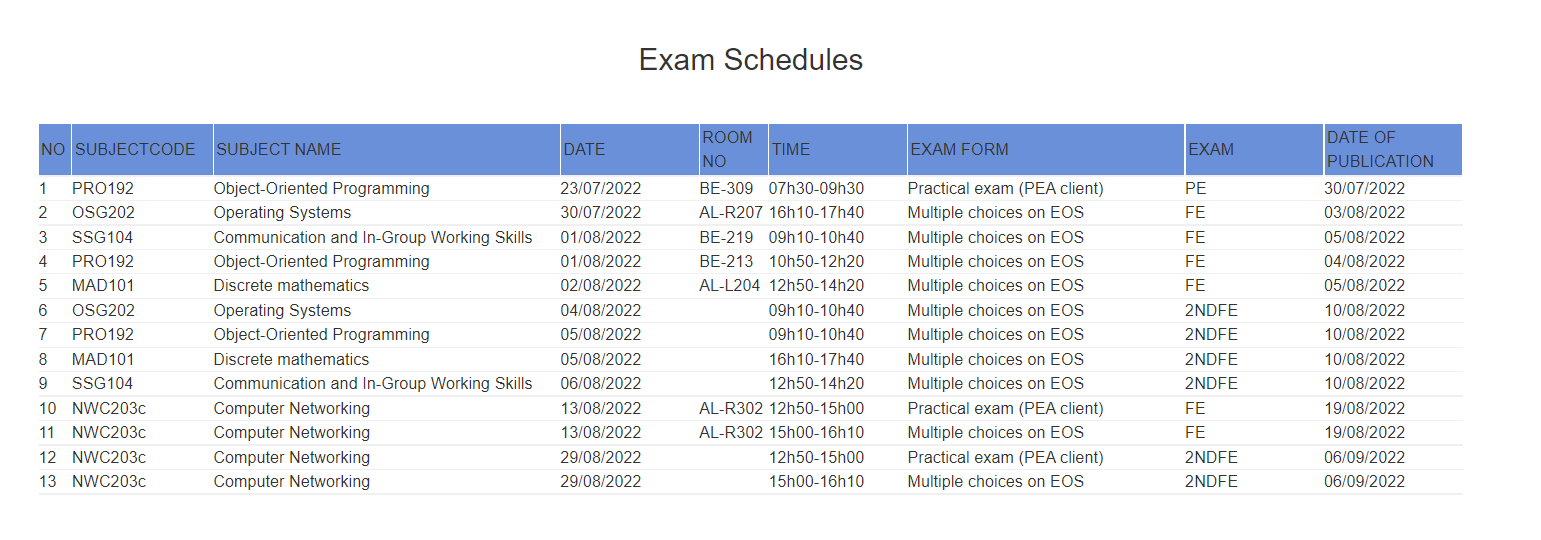 Exam Schedules
NO SUBJECTCODE SUBJECT NAME DATE ROOM NO TIME EXAM FORM EXAM DATE OF PUBLICATION
1 PRO192 Object-Oriented Programming 23/07/2022 BE-309 07h30-09h30 Practical exam (PEA client) PE 30/07/2022
2 OSG202 Operating Systems 30/07/2022 AL-R207 16h10-17h40 Multiple choices on EOS FE 03/08/2022
3 SSG104 Communication and In-Group Working Skills 01/08/2022 BE-219 09h10-10h40 Multiple choices on EOS FE 05/08/2022
4 PRO192 Object-Oriented Programming 01/08/2022 BE-213 10h50-12h20 Multiple choices on EOS FE 04/08/2022
5 MAD101 Discrete mathematics 02/08/2022 AL-L204 12h50-14h20 Multiple choices on EOS FE 05/08/2022
6 OSG202 Operating Systems 04/08/2022 09h10-10h40 Multiple choices on EOS 2NDFE 10/08/2022
7 PRO192 Object-Oriented Programming 05/08/2022 09h10-10h40 Multiple choices on EOS 2NDFE 10/08/2022
8 MAD101 Discrete mathematics 05/08/2022 16h10-17h40 Multiple choices on EOS 2NDFE 10/08/2022
9 SSG104 Communication and In-Group Working Skills 06/08/2022 12h50-14h20 Multiple choices on EOS 2NDFE 10/08/2022
10 NWC203c Computer Networking 13/08/2022 AL-R302 12h50-15h00 Practical exam (PEA client) FE 19/08/2022
11 NWC203c Computer Networking 13/08/2022 AL-R302 15h00-16h10 Multiple choices on EOS FE 19/08/2022
12 NWC203c Computer Networking 29/08/2022 12h50-15h00 Practical exam (PEA client) 2NDFE 06/09/2022
13 NWC203c Computer Networking 29/08/2022 15h00-16h10 Multiple choices on EOS 2NDFE 06/09/2022